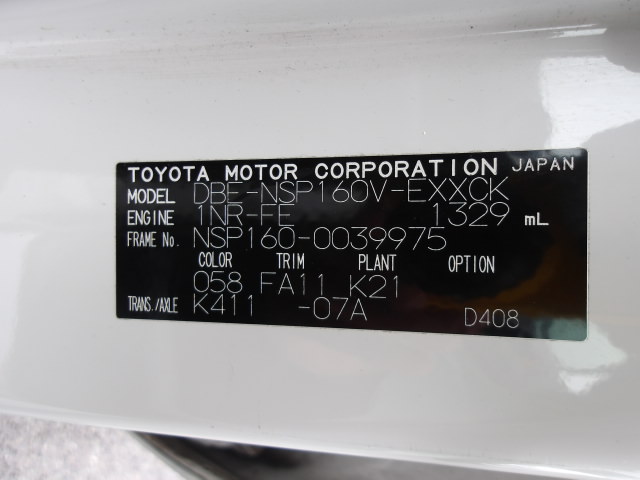 TOYOTA MOTOR CORPORATION JAPAN
MODEL DBE-NSP160V-EXXCK
ENGINE 1NR-FE 1329 mL
FRAME No. NSP160-0039975
COLOR TRIM PLANT OPTION
058 FA11 K21
TRANS./AXLE K411 -07A D408